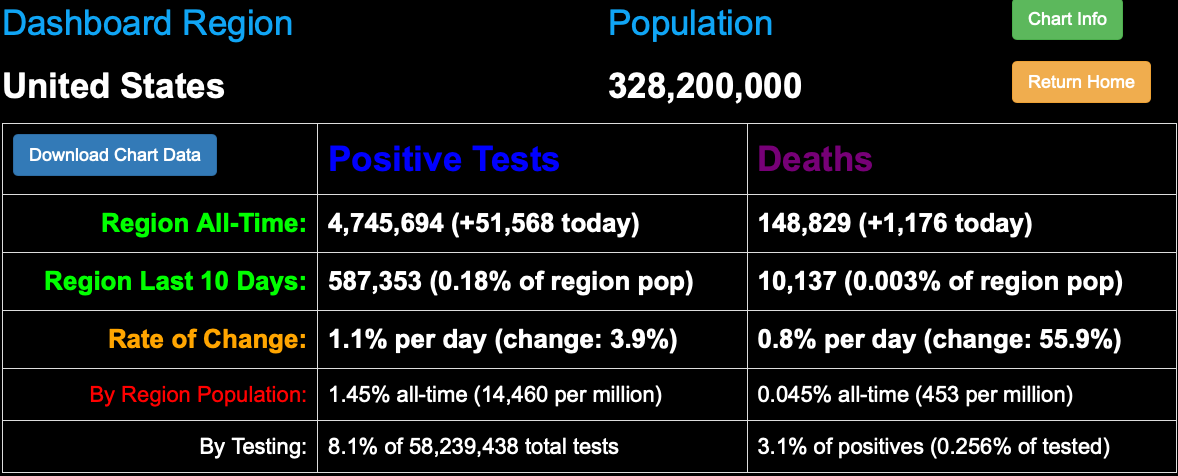 Dashboard Region Population Chart Info
United States 328,200,000 Return Home
Download Chart Data Positive Tests Deaths
Region All-Time: 4,745,694 (+51,568 today) 148,829 (+1,176 today)
Region Last 10 Days: 587,353 (0.18% of region pop) 10,137 (0.003% of region pop)
Rate of Change: 1.1% per day (change: 3.9%) 0.8% per day (change: 55.9%)
By Region Population: 1.45% all-time (14,460 per million) 0.045% all-time (453 per million)
By Testing: 8.1% of 58,239,438 total tests 3.1% of positives (0.256% of tested)